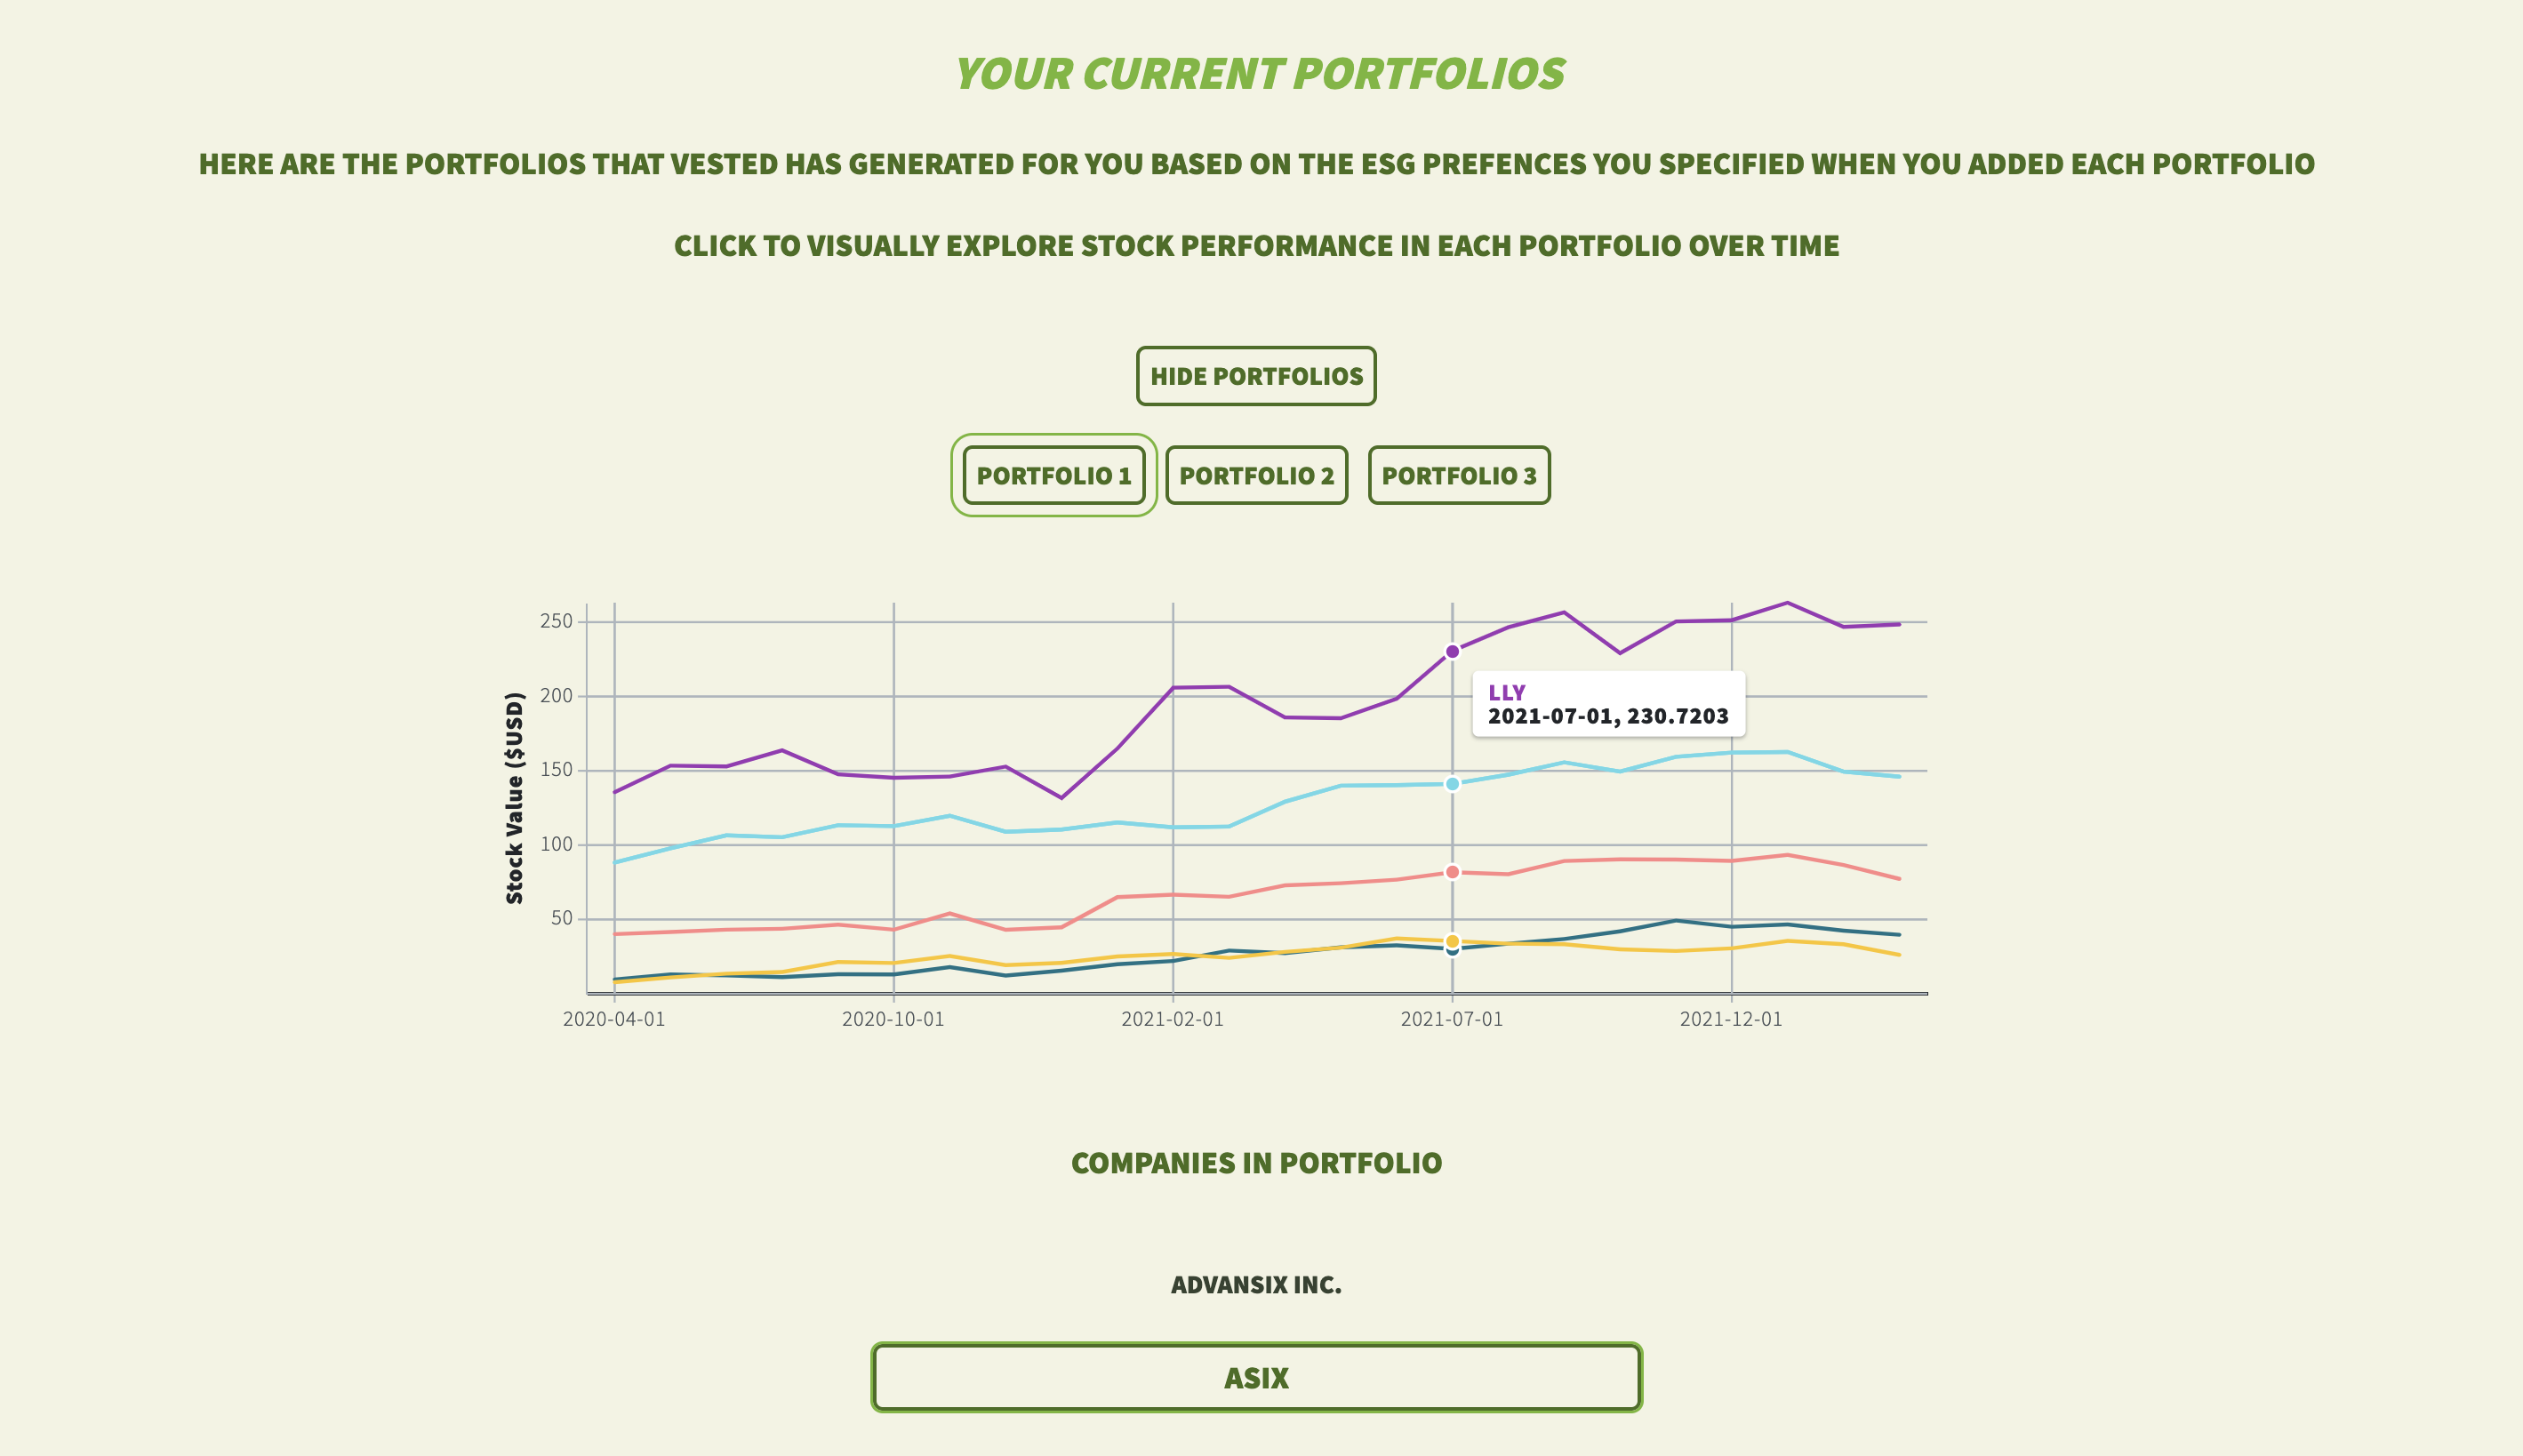 YOUR CURRENT PORTFOLIOS
HERE ARE THE PORTFOLIOS THAT VESTED HAS GENERATED FOR YOU BASED ON THE ESG PREFENCES YOU SPECIFIED WHEN YOU ADDED EACH PORTFOLIO
CLICK TO VISUALLY EXPLORE STOCK PERFORMANCE IN EACH PORTFOLIO OVER TIME
HIDE PORTFOLIOS
PORTFOLIO 1 PORTFOLIO 2 PORTFOLIO 3
Stock Value ($USD)
250
200
150
100
50
LLY
2021-07-01, 230.7203
2020-04-01 2020-10-01 2021-02-01 2021-07-01 2021-12-01
COMPANIES IN PORTFOLIO
ADVANSIX INC.
ASIX